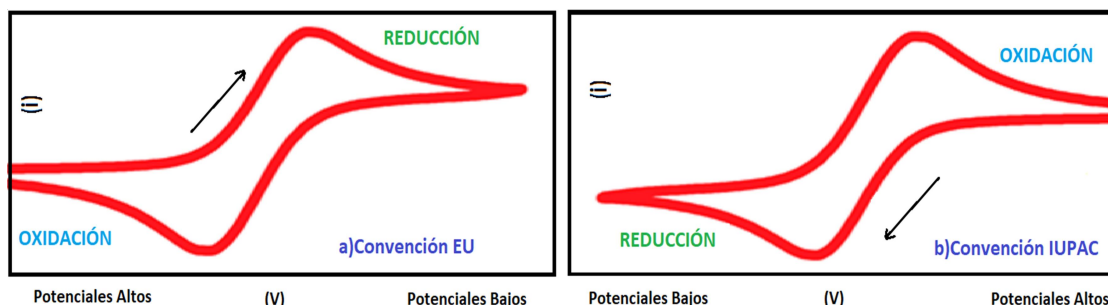 REDUCCIÓN
(i)
OXIDACIÓN
a)Convención EU
Potenciales Altos (V) Potenciales Bajos
OXIDACIÓN
(i)
REDUCCIÓN
b)Convención IUPAC
Potenciales Bajos (V) Potenciales Altos